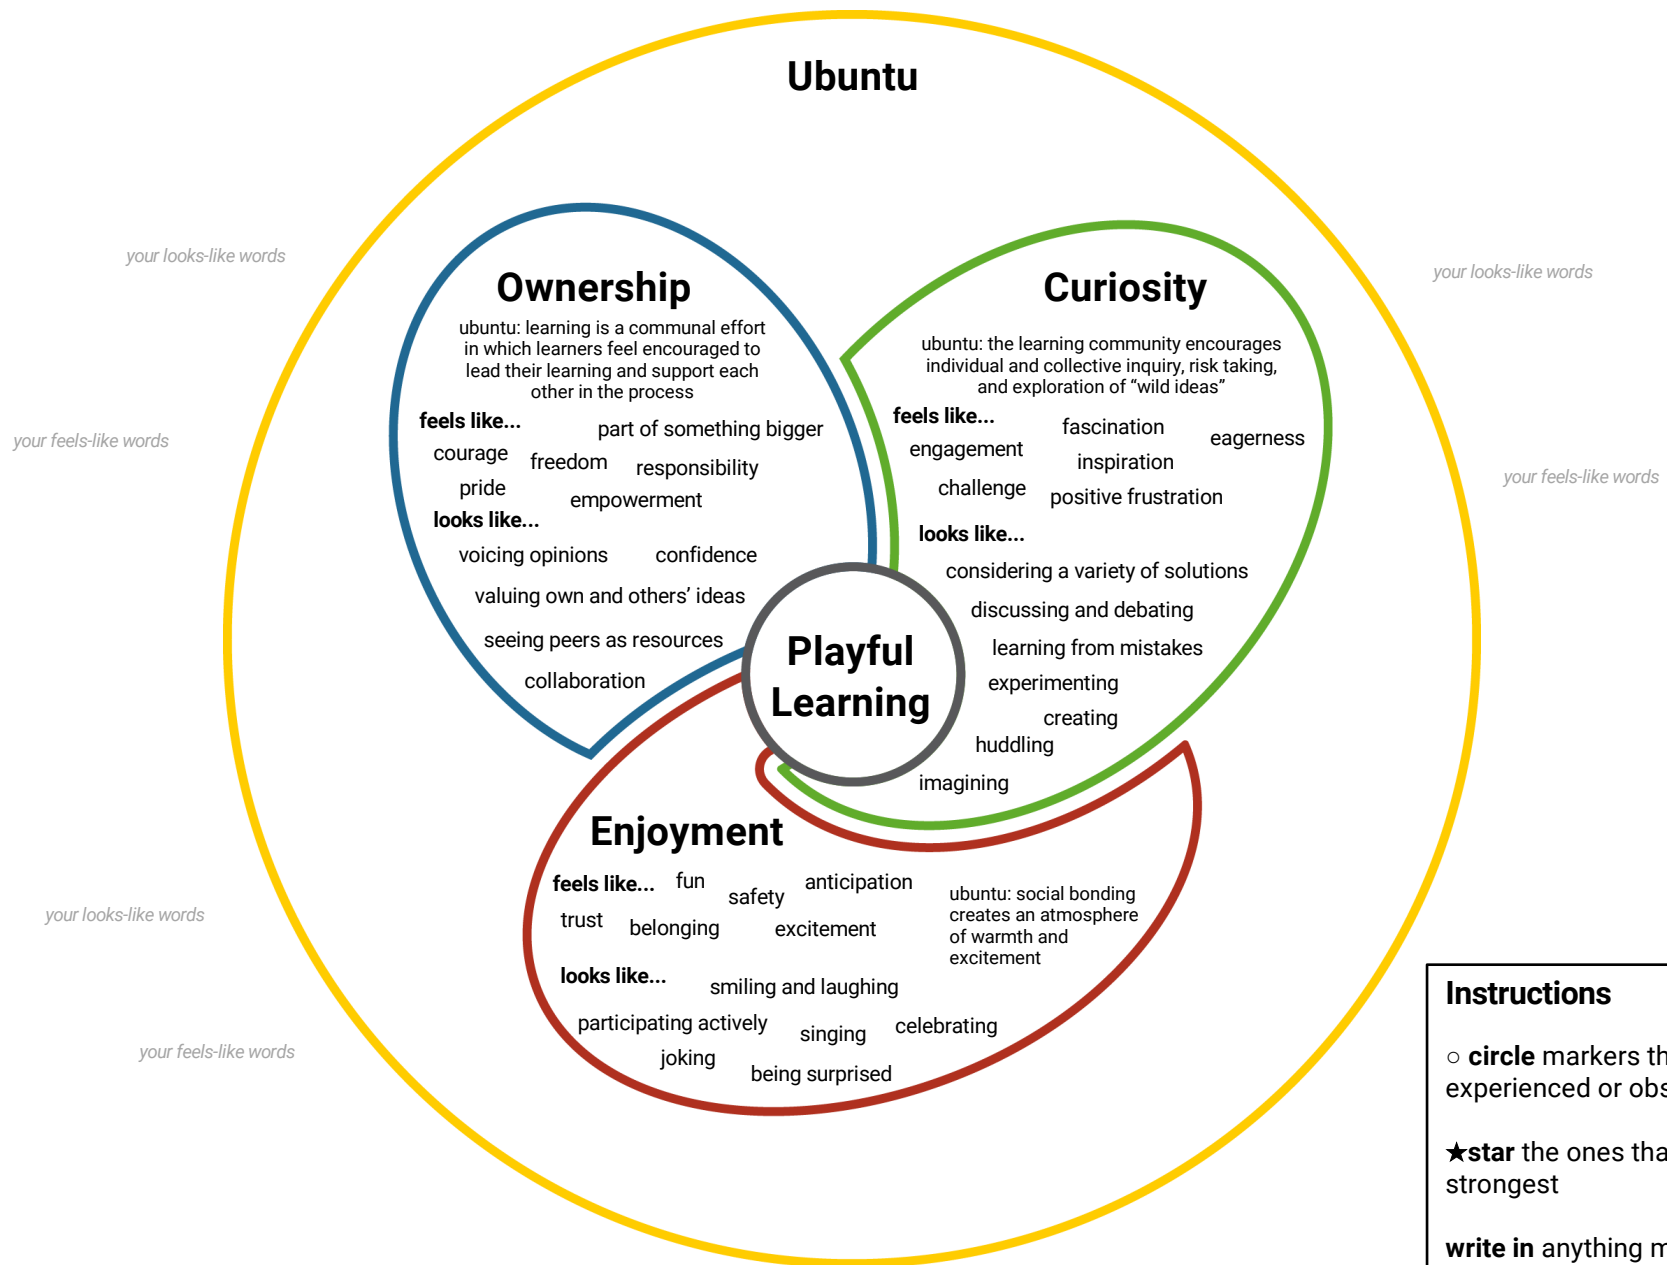 Ubuntu
your looks-like words
your feels-like words
Ownership
ubuntu: learning is a communal effort
in which learners feel encouraged to
lead their learning and support each
other in the process
feels like...
part of something bigger
courage
freedom
responsibility
pride
empowerment
looks like...
voicing opinions
confidence
valuing own and others’ ideas
seeing peers as resources
collaboration
Curiosity
ubuntu: the learning community encourages
individual and collective inquiry, risk taking,
and exploration of “wild ideas”
feels like...
fascination
eagerness
engagement
inspiration
challenge
positive frustration
looks like...
considering a variety of solutions
discussing and debating
learning from mistakes
experimenting
creating
huddling
imagining
your looks-like words
your feels-like words
Playful
Learning
Enjoyment
feels like...
fun
safety
anticipation
trust
belonging
excitement
ubuntu: social bonding
creates an atmosphere
of warmth and
excitement
looks like...
smiling and laughing
participating actively
singing
celebrating
joking
being surprised
your looks-like words
your feels-like words
Instructions
○ circle markers
experienced or
★star the ones
strongest
write in anything